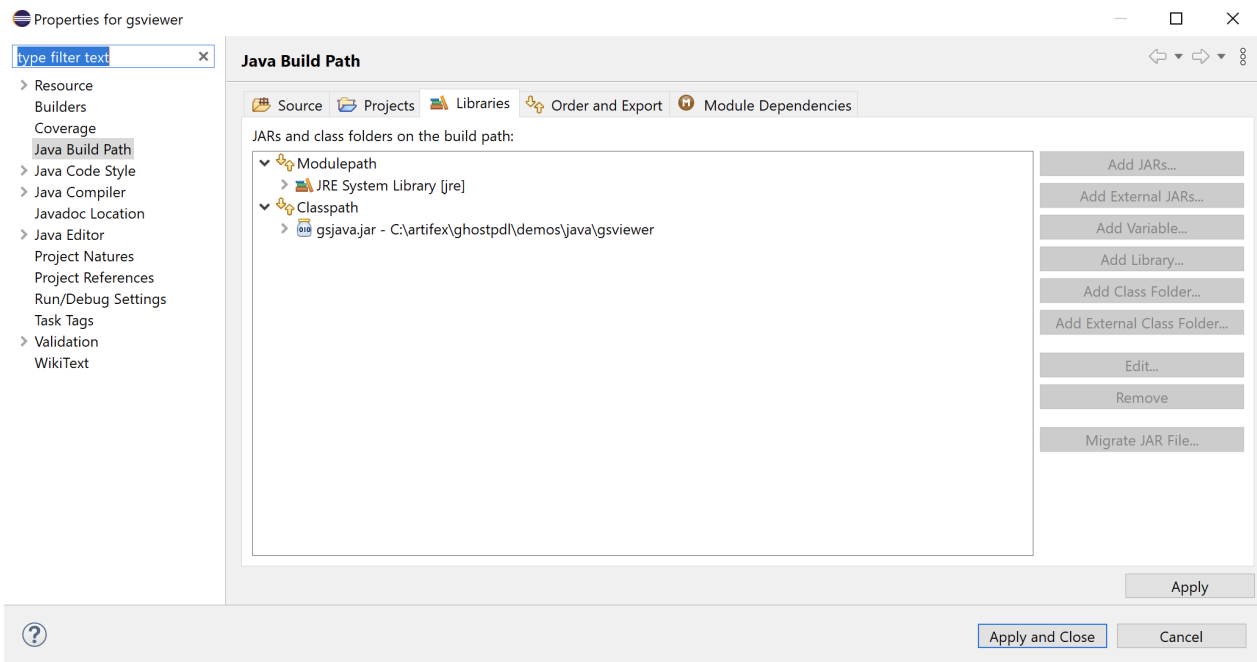 Properties for gsviewer
type filter text
Resource
Builders
Coverage
Java Build Path
Java Code Style
Java Compiler
Javadoc Location
Java Editor
Project Natures
Project References
Run/Debug Settings
Task Tags
Validation
WikiText
Java Build Path
Source Projects Libraries Order and Export M Module Dependencies
JARs and class folders on the build path:
Modulepath
JRE System Library [jre]
Classpath
010 gsjava.jar - C:\artifex\ghostpdl\demos\java\gsviewer
Add JARs...
Add External JARs...
Add Variable...
Add Library...
Add Class Folder...
Add External Class Folder...
Edit...
Remove
Migrate JAR File...
Apply
? Apply and Close Cancel